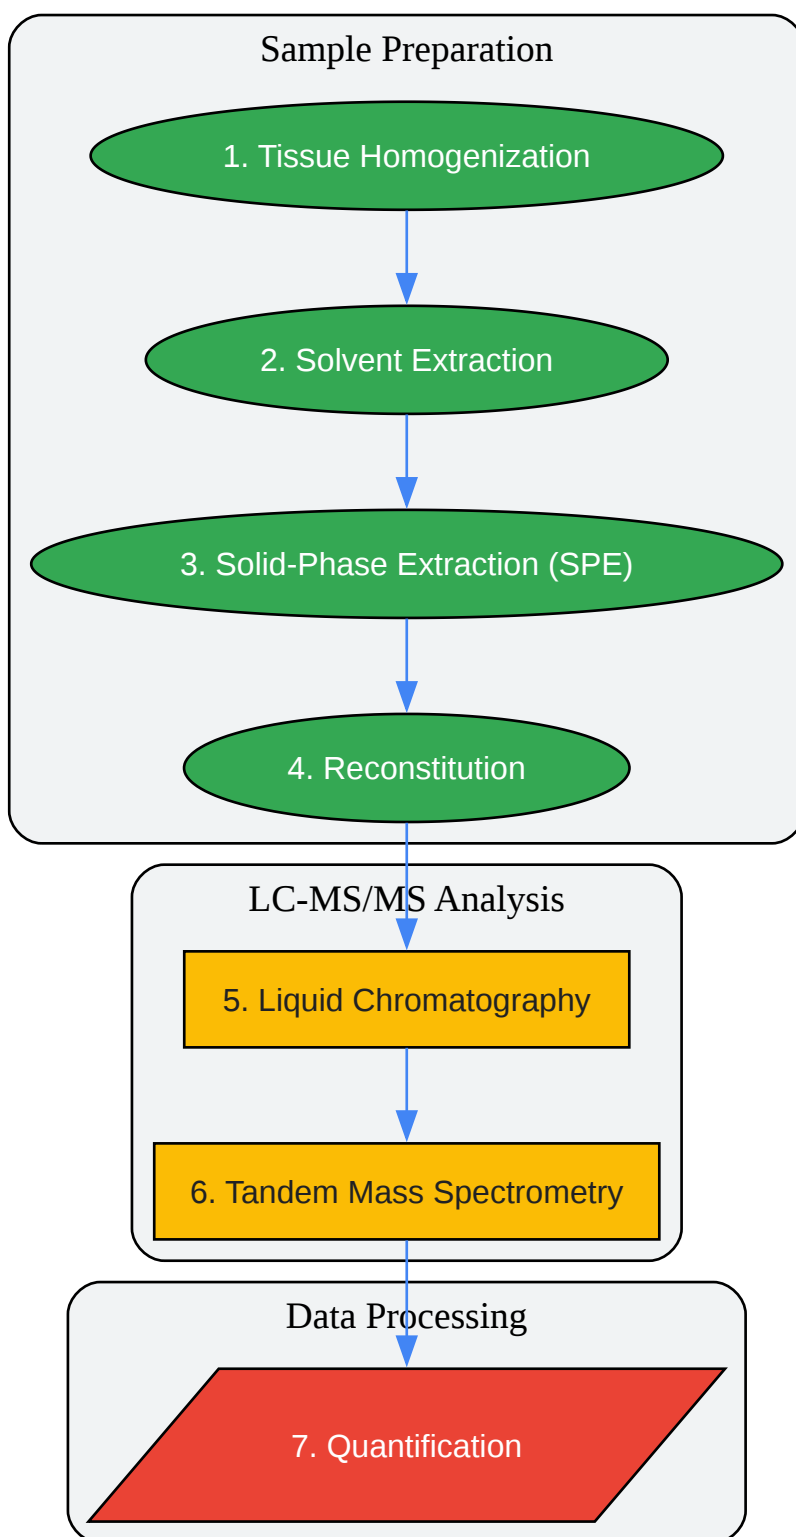 Sample Preparation
1. Tissue Homogenization
2. Solvent Extraction
3. Solid-Phase Extraction (SPE)
4. Reconstitution
LC-MS/MS Analysis
5. Liquid Chromatography
6. Tandem Mass Spectrometry
Data Processing
7. Quantification